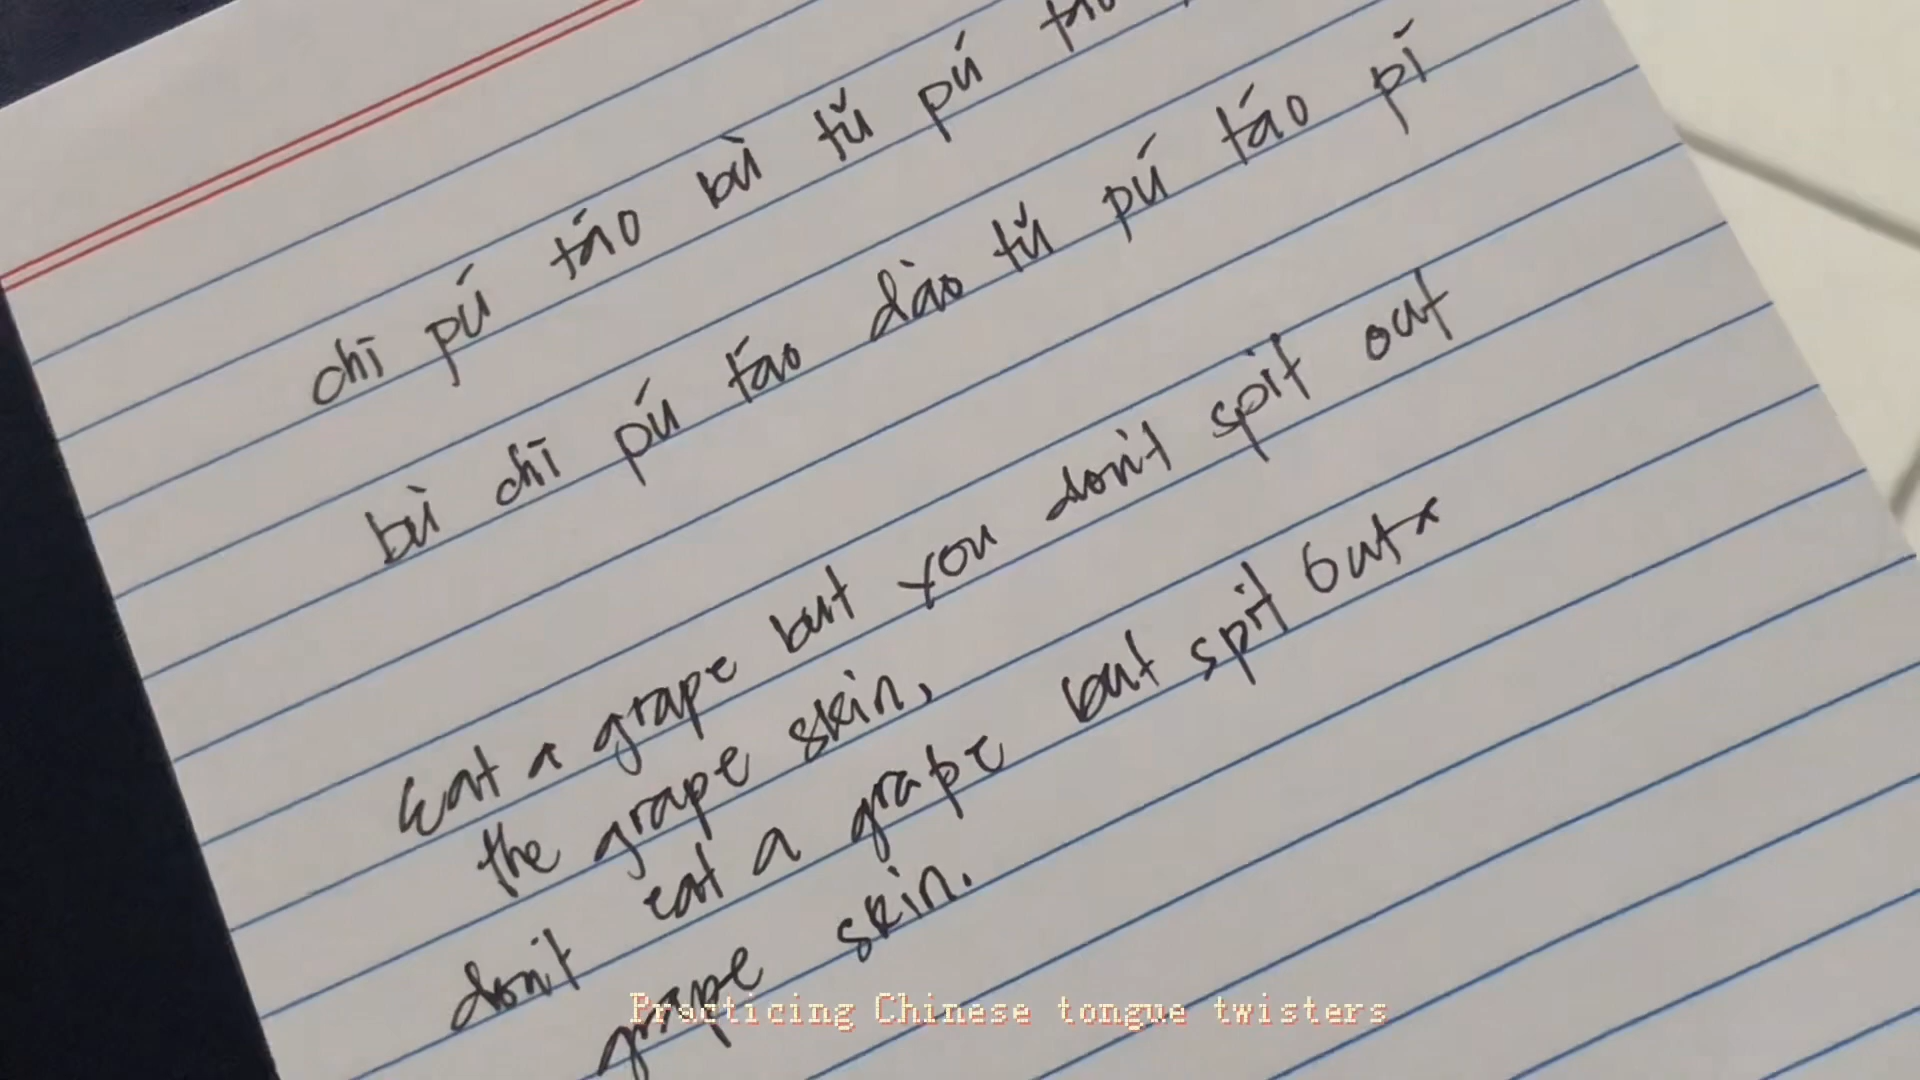 chī pú táo bù tǔ pú
bù chī pú táo dào tǔ pú táo pí
Eat a grape but you don't spit out
the grape skin,
don't eat a grape but spit out a
grape skin.
Practicing Chinese tongue twisters